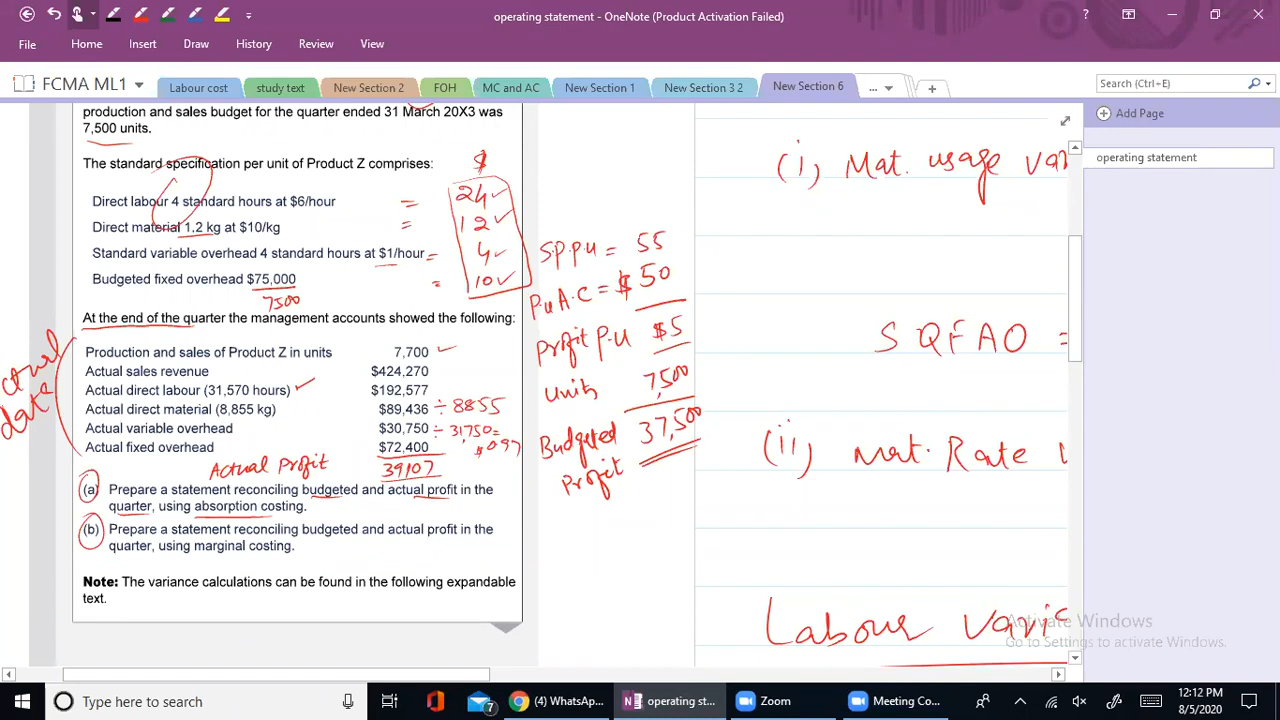 operating statement - OneNote (Product Activation Failed)
File Home Insert Draw History Review View
FCMA ML1
Labour cost study text New Section 2 FOH MC and AC New Section 1 New Section 3 2 New Section 6 ...
Search (Ctrl+E)
Add Page
operating statement
production and sales budget for the quarter ended 31 March 20X3 was
7,500 units.
The standard specification per unit of Product Z comprises: $
Direct labour 4 standard hours at $6/hour = 24
Direct material 1.2 kg at $10/kg = 12
Standard variable overhead 4 standard hours at $1/hour = 4
Budgeted fixed overhead $75,000 = 10
7500
At the end of the quarter the management accounts showed the following:
Production and sales of Product Z in units 7,700
Actual sales revenue $424,270
Actual direct labour (31,570 hours) $192,577
Actual direct material (8,855 kg) $89,436 ÷ 8855
Actual variable overhead $30,750 ÷ 31750 =
$0.97
Actual fixed overhead $72,400
Actual Profit 39107
(a) Prepare a statement reconciling budgeted and actual profit in the
quarter, using absorption costing.
(b) Prepare a statement reconciling budgeted and actual profit in the
quarter, using marginal costing.
Note: The variance calculations can be found in the following expandable
text.
Actual
data
S.P.P.U = 55
P.U A.C = $50
Profit P.U $5
Units 7,500
Budgeted 37,500
Profit
(i) Mat. usage var
S Q F A O =
(ii) Mat. Rate
Labour Vari
Activate Windows
Go to Settings to activate Windows.
Type here to search
(4) WhatsApp...
operating sta...
Zoom
Meeting Co...
7
12:12 PM
8/5/2020